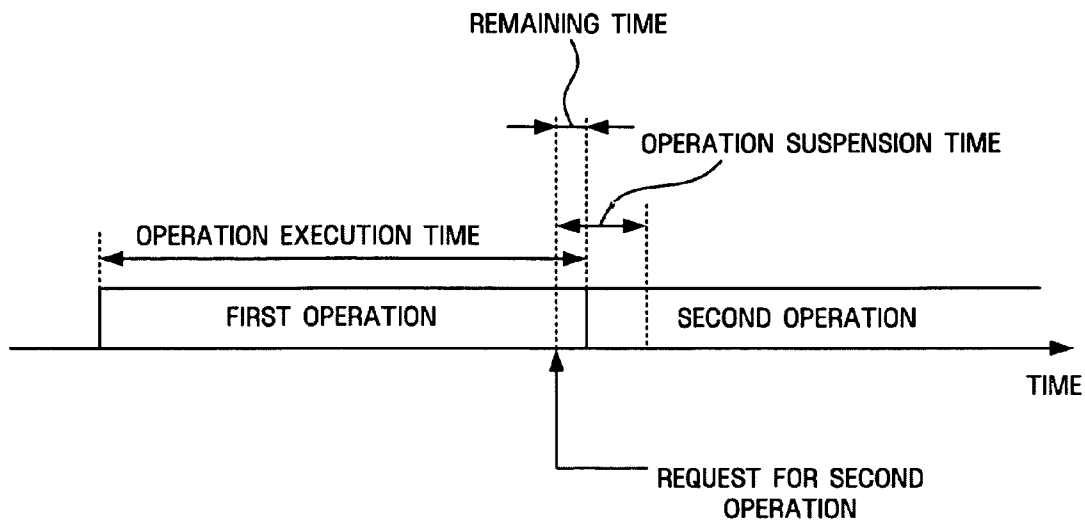 REMAINING TIME
OPERATION SUSPENSION TIME
OPERATION EXECUTION TIME
FIRST OPERATION
SECOND OPERATION
TIME
REQUEST FOR SECOND
OPERATION